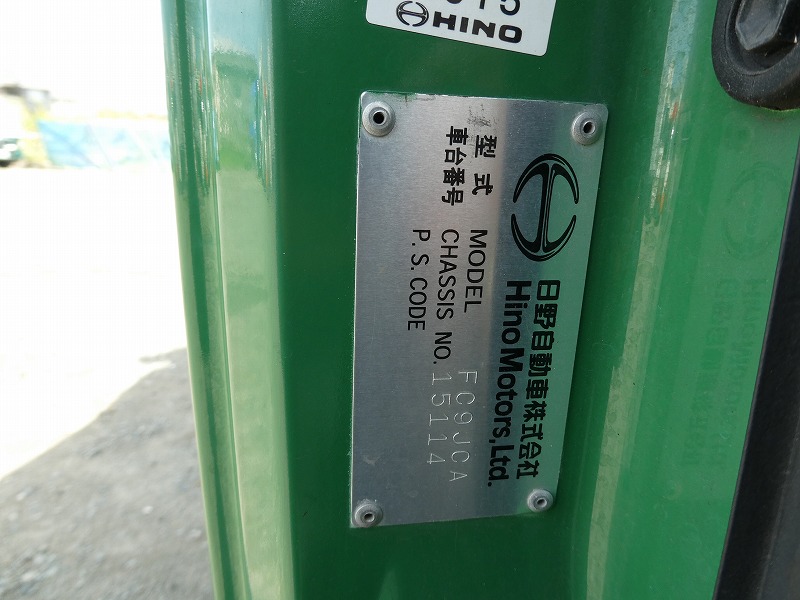 HINO
日野自動車株式会社
Hino Motors,Ltd.
型式 MODEL FC9JCA
車台番号 CHASSIS NO. 15114
P.S.CODE